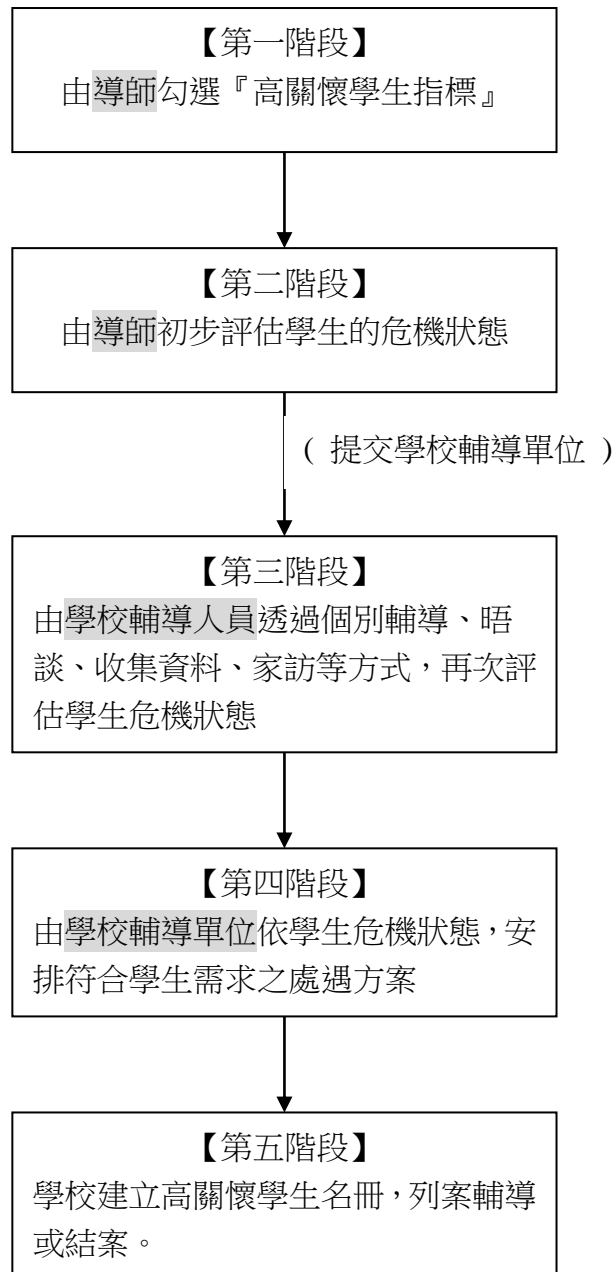 【第一階段】
由導師勾選『高關懷學生指標』
【第二階段】
由導師初步評估學生的危機狀態
( 提交學校輔導單位 )
【第三階段】
由學校輔導人員透過個別輔導、晤
談、收集資料、家訪等方式，再次評
估學生危機狀態
【第四階段】
由學校輔導單位依學生危機狀態，安
排符合學生需求之處遇方案
【第五階段】
學校建立高關懷學生名冊，列案輔導
或結案。